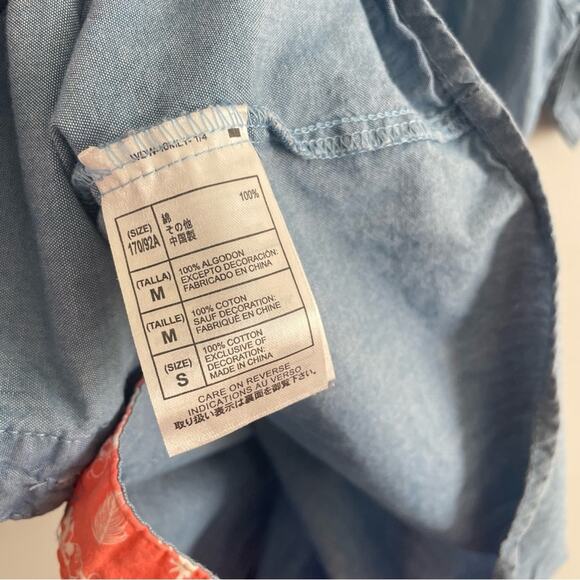 100%
(SIZE) 170/92A
綿
その他
中国製
(TALLA) M
100% ALGODON
EXCEPTO DECORACIÓN:
FABRICADO EN CHINA
(TAILLE) M
100% COTON
SAUF DECORATION:
FABRIQUÉ EN CHINE
(SIZE) S
100% COTTON
EXCLUSIVE OF
DECORATION:
MADE IN CHINA
CARE ON REVERSE
INDICATIONS AU VERSO
取り扱い表示は裏面を御覧下さい。